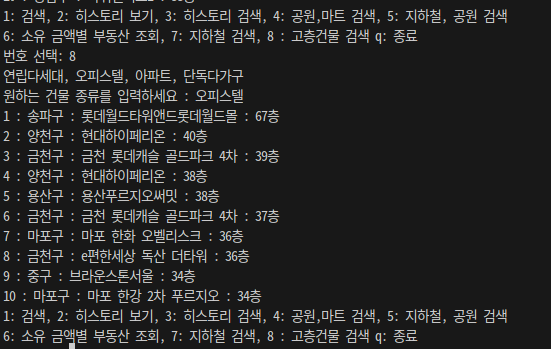 1: 검색, 2: 히스토리 보기, 3: 히스토리 검색, 4: 공원,마트 검색, 5: 지하철, 공원 검색
6: 소유 금액별 부동산 조회, 7: 지하철 검색, 8 : 고층건물 검색 q: 종료
번호 선택: 8
연립다세대, 오피스텔, 아파트, 단독다가구
원하는 건물 종류를 입력하세요 : 오피스텔
1 : 송파구 : 롯데월드타워앤드롯데월드몰 : 67층
2 : 양천구 : 현대하이페리온 : 40층
3 : 금천구 : 금천 롯데캐슬 골드파크 4차 : 39층
4 : 양천구 : 현대하이페리온 : 38층
5 : 용산구 : 용산푸르지오써밋 : 38층
6 : 금천구 : 금천 롯데캐슬 골드파크 4차 : 37층
7 : 마포구 : 마포 한화 오벨리스크 : 36층
8 : 금천구 : e편한세상 독산 더타워 : 36층
9 : 중구 : 브라운스톤서울 : 34층
10 : 마포구 : 마포 한강 2차 푸르지오 : 34층
1: 검색, 2: 히스토리 보기, 3: 히스토리 검색, 4: 공원,마트 검색, 5: 지하철, 공원 검색
6: 소유 금액별 부동산 조회, 7: 지하철 검색, 8 : 고층건물 검색 q: 종료